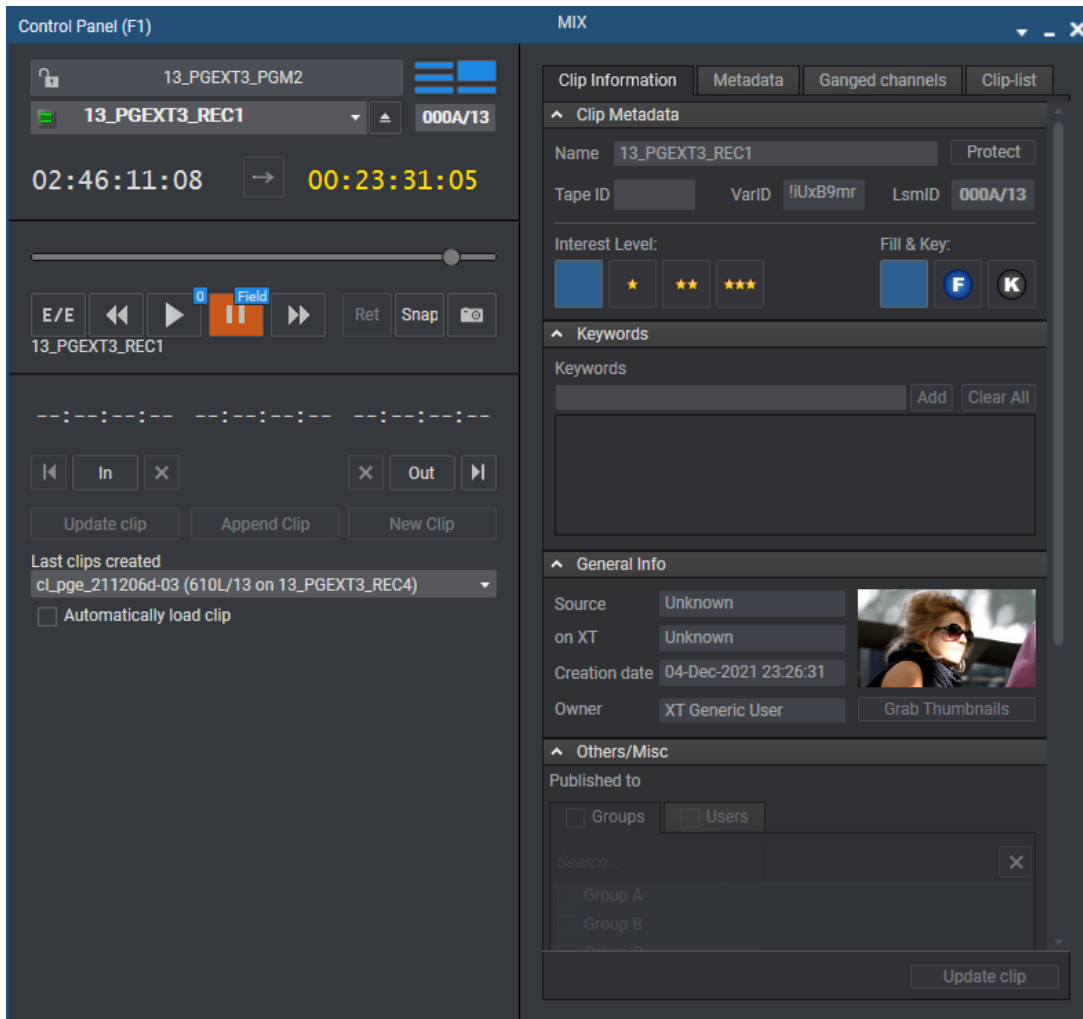 Control Panel (F1)
MIX
13_PGEXT3_PGM2
13_PGEXT3_REC1
000A/13
02:46:11:08
00:23:31:05
0
Field
E/E
Ret
Snap
13_PGEXT3_REC1
--:--:--:-- --:--:--:-- --:--:--:--
In
Out
Update clip
Append Clip
New Clip
Last clips created
cl_pge_211206d-03 (610L/13 on 13_PGEXT3_REC4)
Automatically load clip
Clip Information
Metadata
Ganged channels
Clip-list
Clip Metadata
Name 13_PGEXT3_REC1
Protect
Tape ID
VarID !iUxB9mr
LsmID 000A/13
Interest Level:
Fill & Key:
F
K
Keywords
Keywords
Add
Clear All
General Info
Source Unknown
on XT Unknown
Creation date 04-Dec-2021 23:26:31
Owner XT Generic User
Grab Thumbnails
Others/Misc
Published to
Groups
Users
Search...
Group A
Group B
Update clip